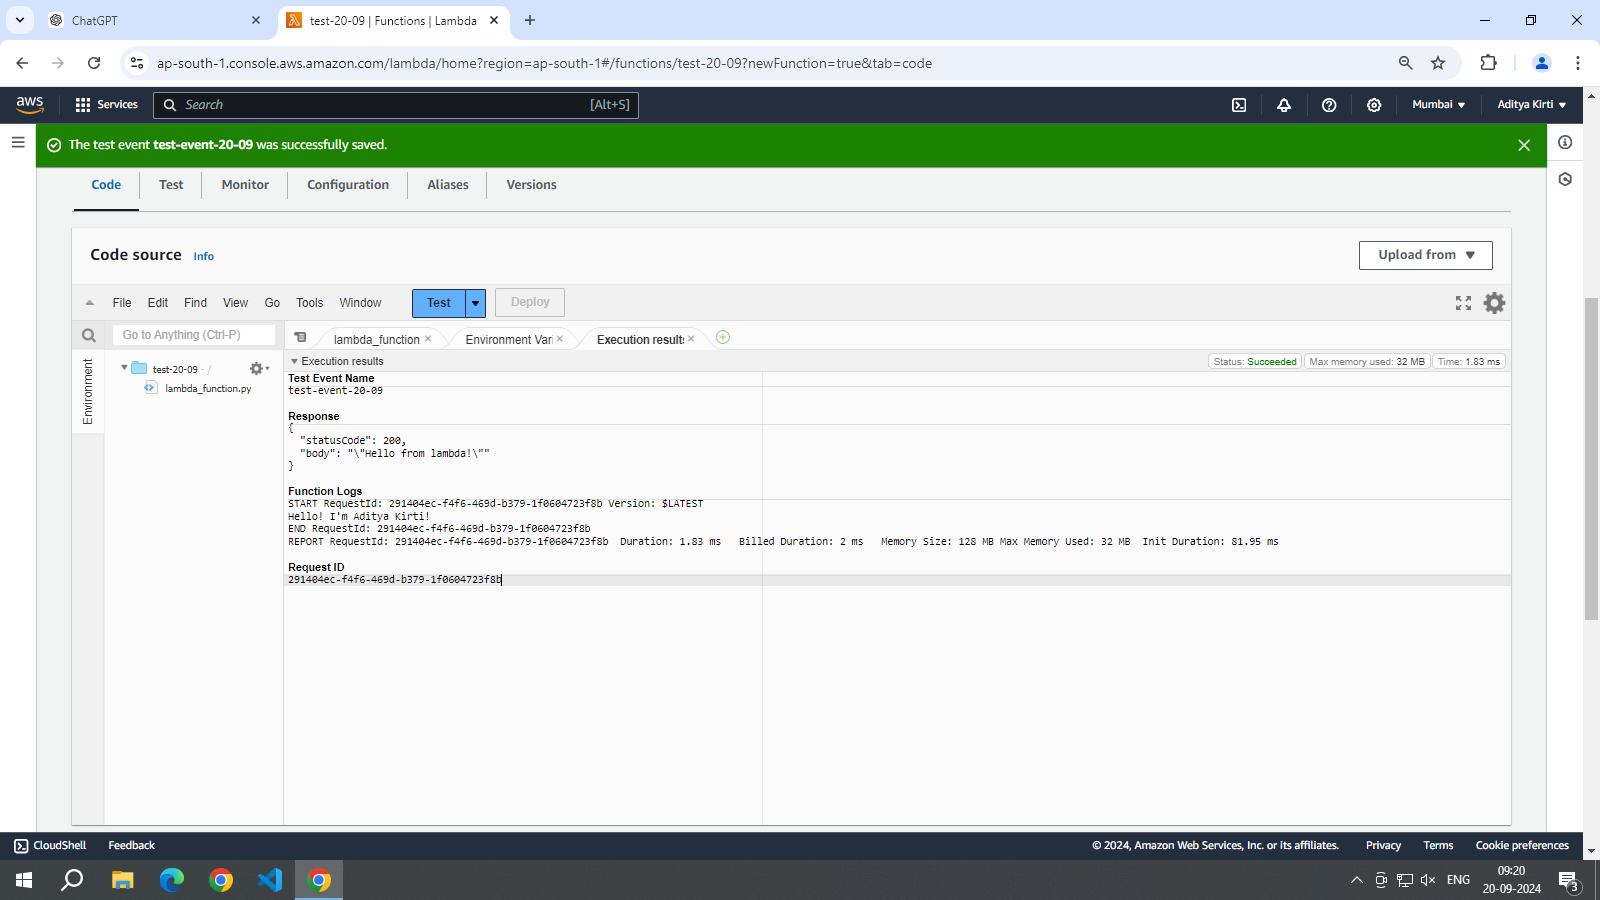 ChatGPT
test-20-09 | Functions | Lambda
ap-south-1.console.aws.amazon.com/lambda/home?region=ap-south-1#/functions/test-20-09?newFunction=true&tab=code
aws
Services
Search
[Alt+S]
Mumbai
Aditya Kirti
The test event test-event-20-09 was successfully saved.
Code
Test
Monitor
Configuration
Aliases
Versions
Code source
Info
Upload from
File
Edit
Find
View
Go
Tools
Window
Test
Deploy
Go to Anything (Ctrl-P)
lambda_function
Environment Vari
Execution results
Environment
test-20-09 - /
lambda_function.py
Execution results
Status: Succeeded
Max memory used: 32 MB
Time: 1.83 ms
Test Event Name
test-event-20-09
Response
{
"statusCode": 200,
"body": "\"Hello from lambda!\""
}
Function Logs
START RequestId: 291404ec-f4f6-469d-b379-1f0604723f8b Version: $LATEST
Hello! I'm Aditya Kirti!
END RequestId: 291404ec-f4f6-469d-b379-1f0604723f8b
REPORT RequestId: 291404ec-f4f6-469d-b379-1f0604723f8b Duration: 1.83 ms Billed Duration: 2 ms Memory Size: 128 MB Max Memory Used: 32 MB Init Duration: 81.95 ms
Request ID
291404ec-f4f6-469d-b379-1f0604723f8b
CloudShell
Feedback
© 2024, Amazon Web Services, Inc. or its affiliates.
Privacy
Terms
Cookie preferences
ENG
09:20
20-09-2024
3